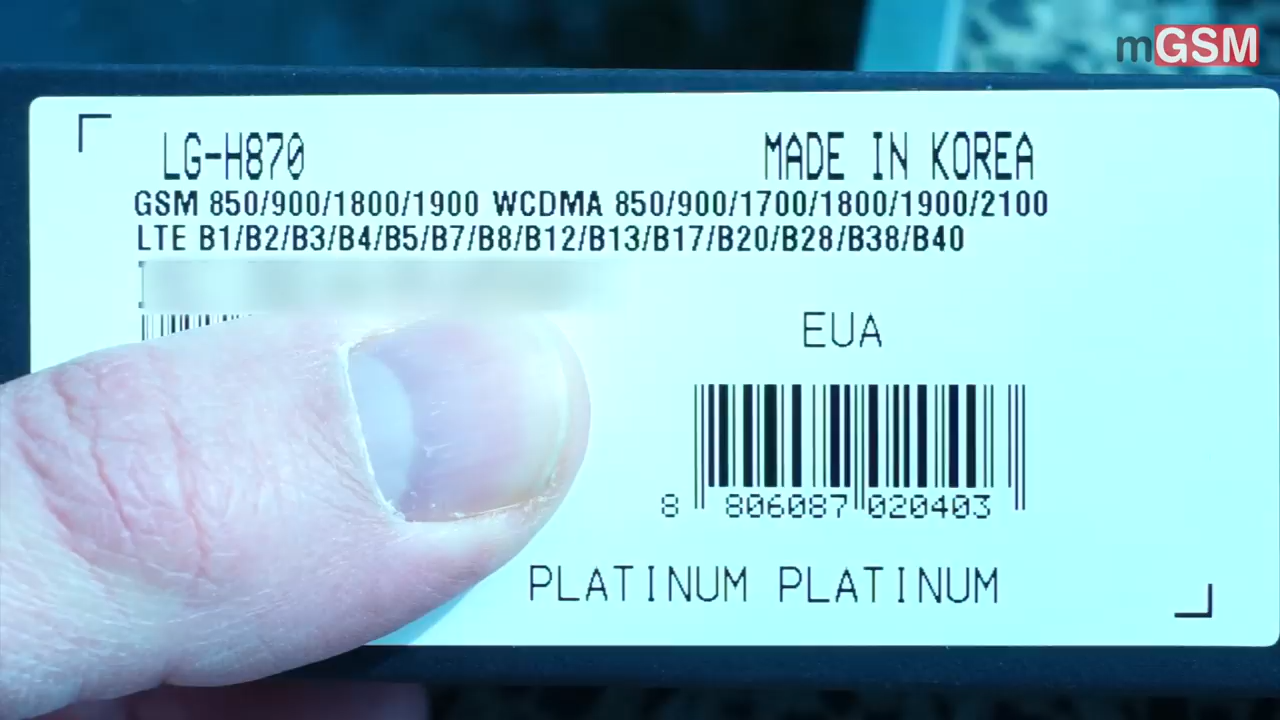 mGSM
LG-H870
MADE IN KOREA
GSM 850/900/1800/1900 WCDMA 850/900/1700/1800/1900/2100
LTE B1/B2/B3/B4/B5/B7/B8/B12/B13/B17/B20/B28/B38/B40
EUA
8 806087 020403
PLATINUM PLATINUM